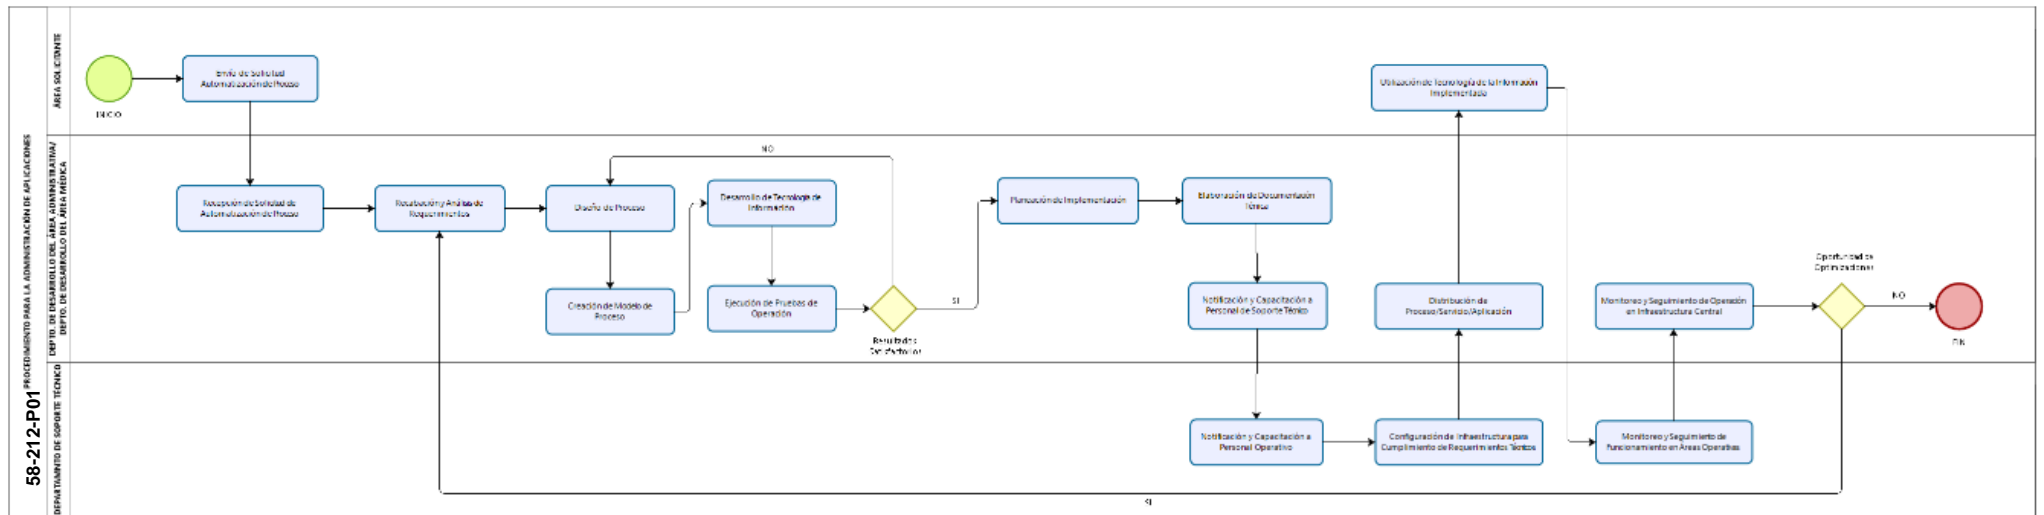 58-212-P01
PROCEDIMIENTO PARA LA ADMINISTRACIÓN DE APLICACIONES
ÁREA SOLICITANTE
INICIO
Envío de Solicitud
Automatización de Proceso
Utilización de Tecnología de la Información
Implementada
DEPTO. DE DESARROLLO DEL ÁREA ADMINISTRATIVA/
DEPTO. DE DESARROLLO DEL ÁREA MÉDICA
Recepción de Solicitud de
Automatización de Proceso
Recabación y Análisis de
Requerimientos
NO
Diseño de Proceso
Creación de Modelo de
Proceso
Desarrollo de Tecnología de
Información
Ejecución de Pruebas de
Operación
Resultados
Satisfactorios
SI
Planeación de Implementación
Elaboración de Documentación
Ténica
Notificación y Capacitación a
Personal de Soporte Técnico
Distribución de
Proceso/Servicio/Aplicación
Monitoreo y Seguimiento de Operación
en Infraestructura Central
Oportunidad de
Optimizaciones
NO
FIN
DEPARTAMENTO DE SOPORTE TÉCNICO
Notificación y Capacitación a
Personal Operativo
Configuración de Infraestructura para
Cumplimiento de Requerimientos Técnicos
Monitoreo y Seguimiento de
Funcionamiento en Áreas Operativas
SI